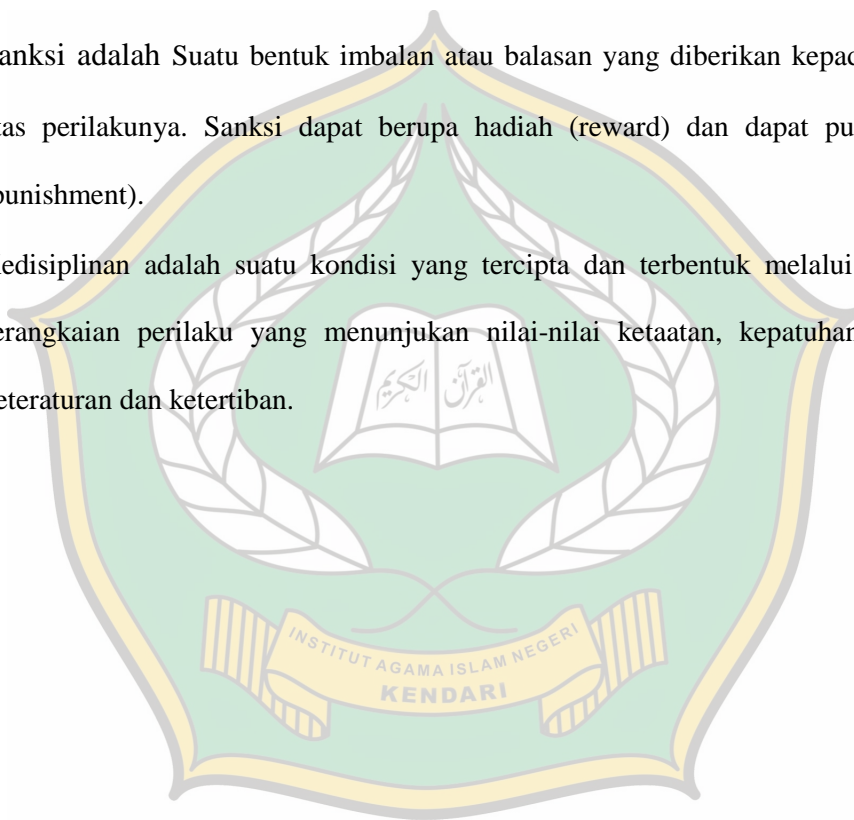 anksi adalah Suatu bentuk imbalan atau balasan yang diberikan kepad
tas perilakunya. Sanksi dapat berupa hadiah (reward) dan dapat pu
punishment).
edisiplinan adalah suatu kondisi yang tercipta dan terbentuk melalui
erangkaian perilaku yang menunjukan nilai-nilai ketaatan, kepatuhan
eteraturan dan ketertiban.
القرآن الكريم
INSTITUT AGAMA ISLAM NEGERI
KENDARI